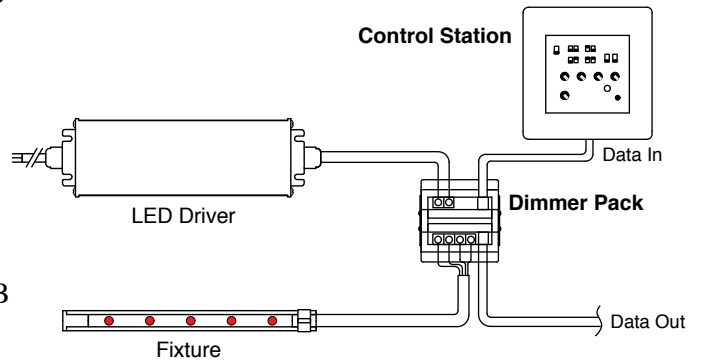 Control Station
Data In
LED Driver
Dimmer Pack
Data Out
Fixture